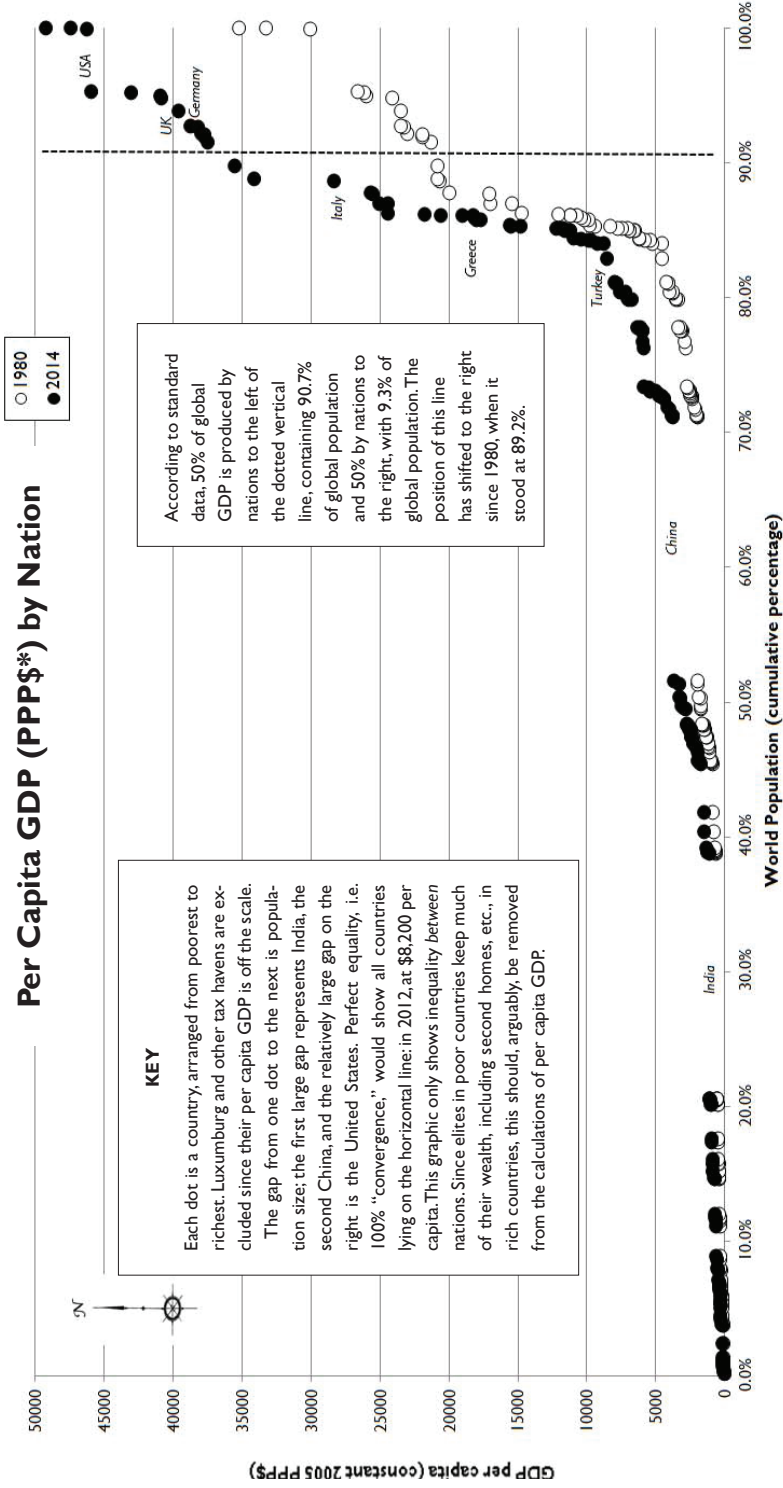 Per Capita GDP (PPP$*) by Nation
1980
2014
N
KEY
Each dot is a country, arranged from poorest to
richest. Luxumburg and other tax havens are ex-
cluded since their per capita GDP is off the scale.
The gap from one dot to the next is popula-
tion size; the first large gap represents India, the
second China, and the relatively large gap on the
right is the United States. Perfect equality, i.e.
100% “convergence,” would show all countries
lying on the horizontal line: in 2012, at $8,200 per
capita. This graphic only shows inequality between
nations. Since elites in poor countries keep much
of their wealth, including second homes, etc., in
rich countries, this should, arguably, be removed
from the calculations of per capita GDP.
According to standard
data, 50% of global
GDP is produced by
nations to the left of
the dotted vertical
line, containing 90.7%
of global population
and 50% by nations to
the right, with 9.3% of
global population. The
position of this line
has shifted to the right
since 1980, when it
stood at 89.2%.
USA
UK
Germany
Italy
Greece
Turkey
China
India
50000
45000
40000
35000
30000
25000
20000
15000
10000
5000
0
GDP per capita (constant 2005 PPP$)
0.0%
10.0%
20.0%
30.0%
40.0%
50.0%
60.0%
70.0%
80.0%
90.0%
100.0%
World Population (cumulative percentage)